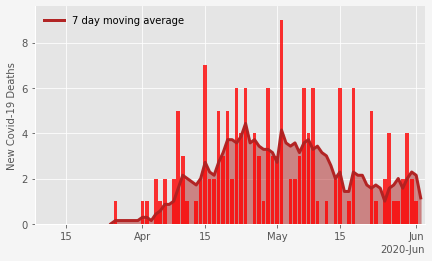 7 day moving average
New Covid-19 Deaths
8
6
4
2
0
15
Apr
15
May
15
Jun
2020-Jun